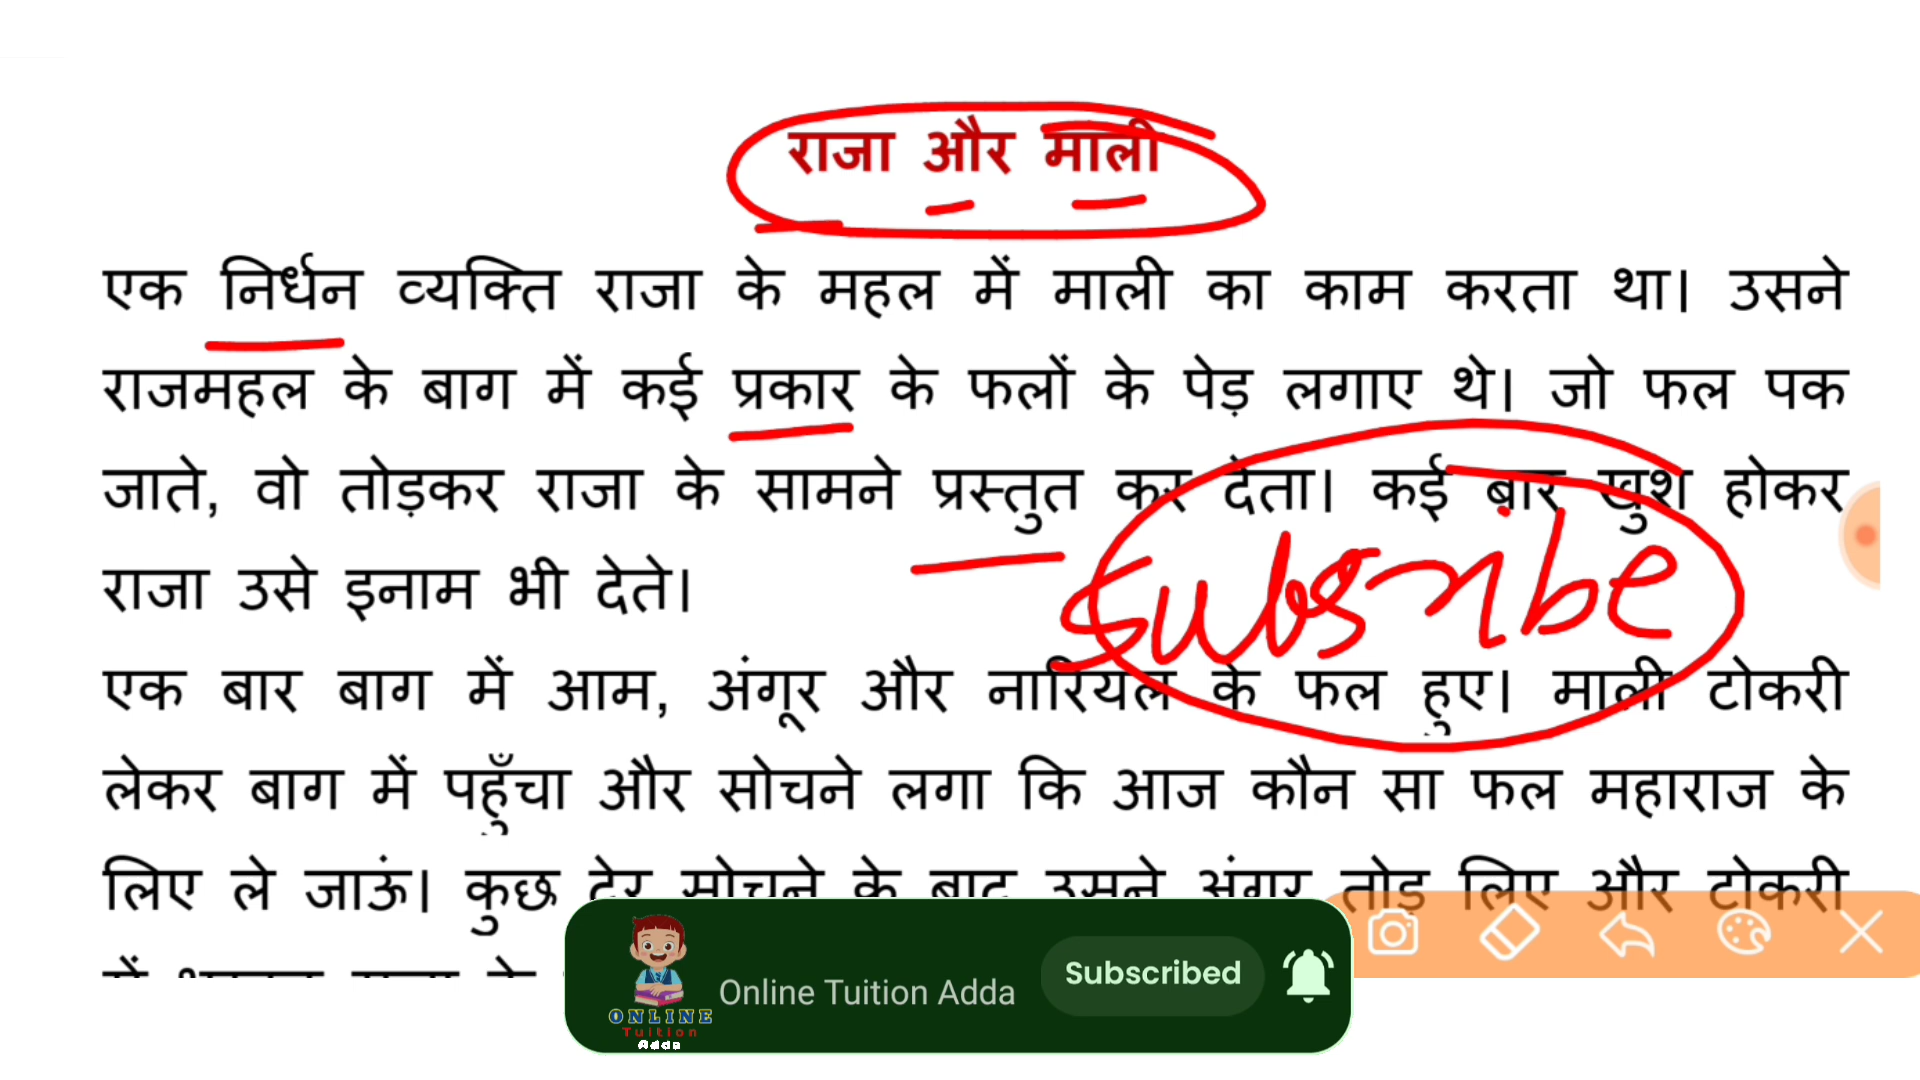 राजा और माली
एक निर्धन व्यक्ति राजा के महल में माली का काम करता था। उसने
राजमहल के बाग में कई प्रकार के फलों के पेड़ लगाए थे। जो फल पक
जाते, वो तोड़कर राजा के सामने प्रस्तुत कर देता। कई बार खुश होकर
राजा उसे इनाम भी देते।
Subsribe
एक बार बाग में आम, अंगूर और नारियल के फल हुए। माली टोकरी
लेकर बाग में पहुँचा और सोचने लगा कि आज कौन सा फल महाराज के
लिए ले जाऊं। कुछ देर सोचने के बाद उसने अंगूर तोड़ लिए और टोकरी
Online Tuition Adda
Subscribed
ONLINE
Tuition
Adda